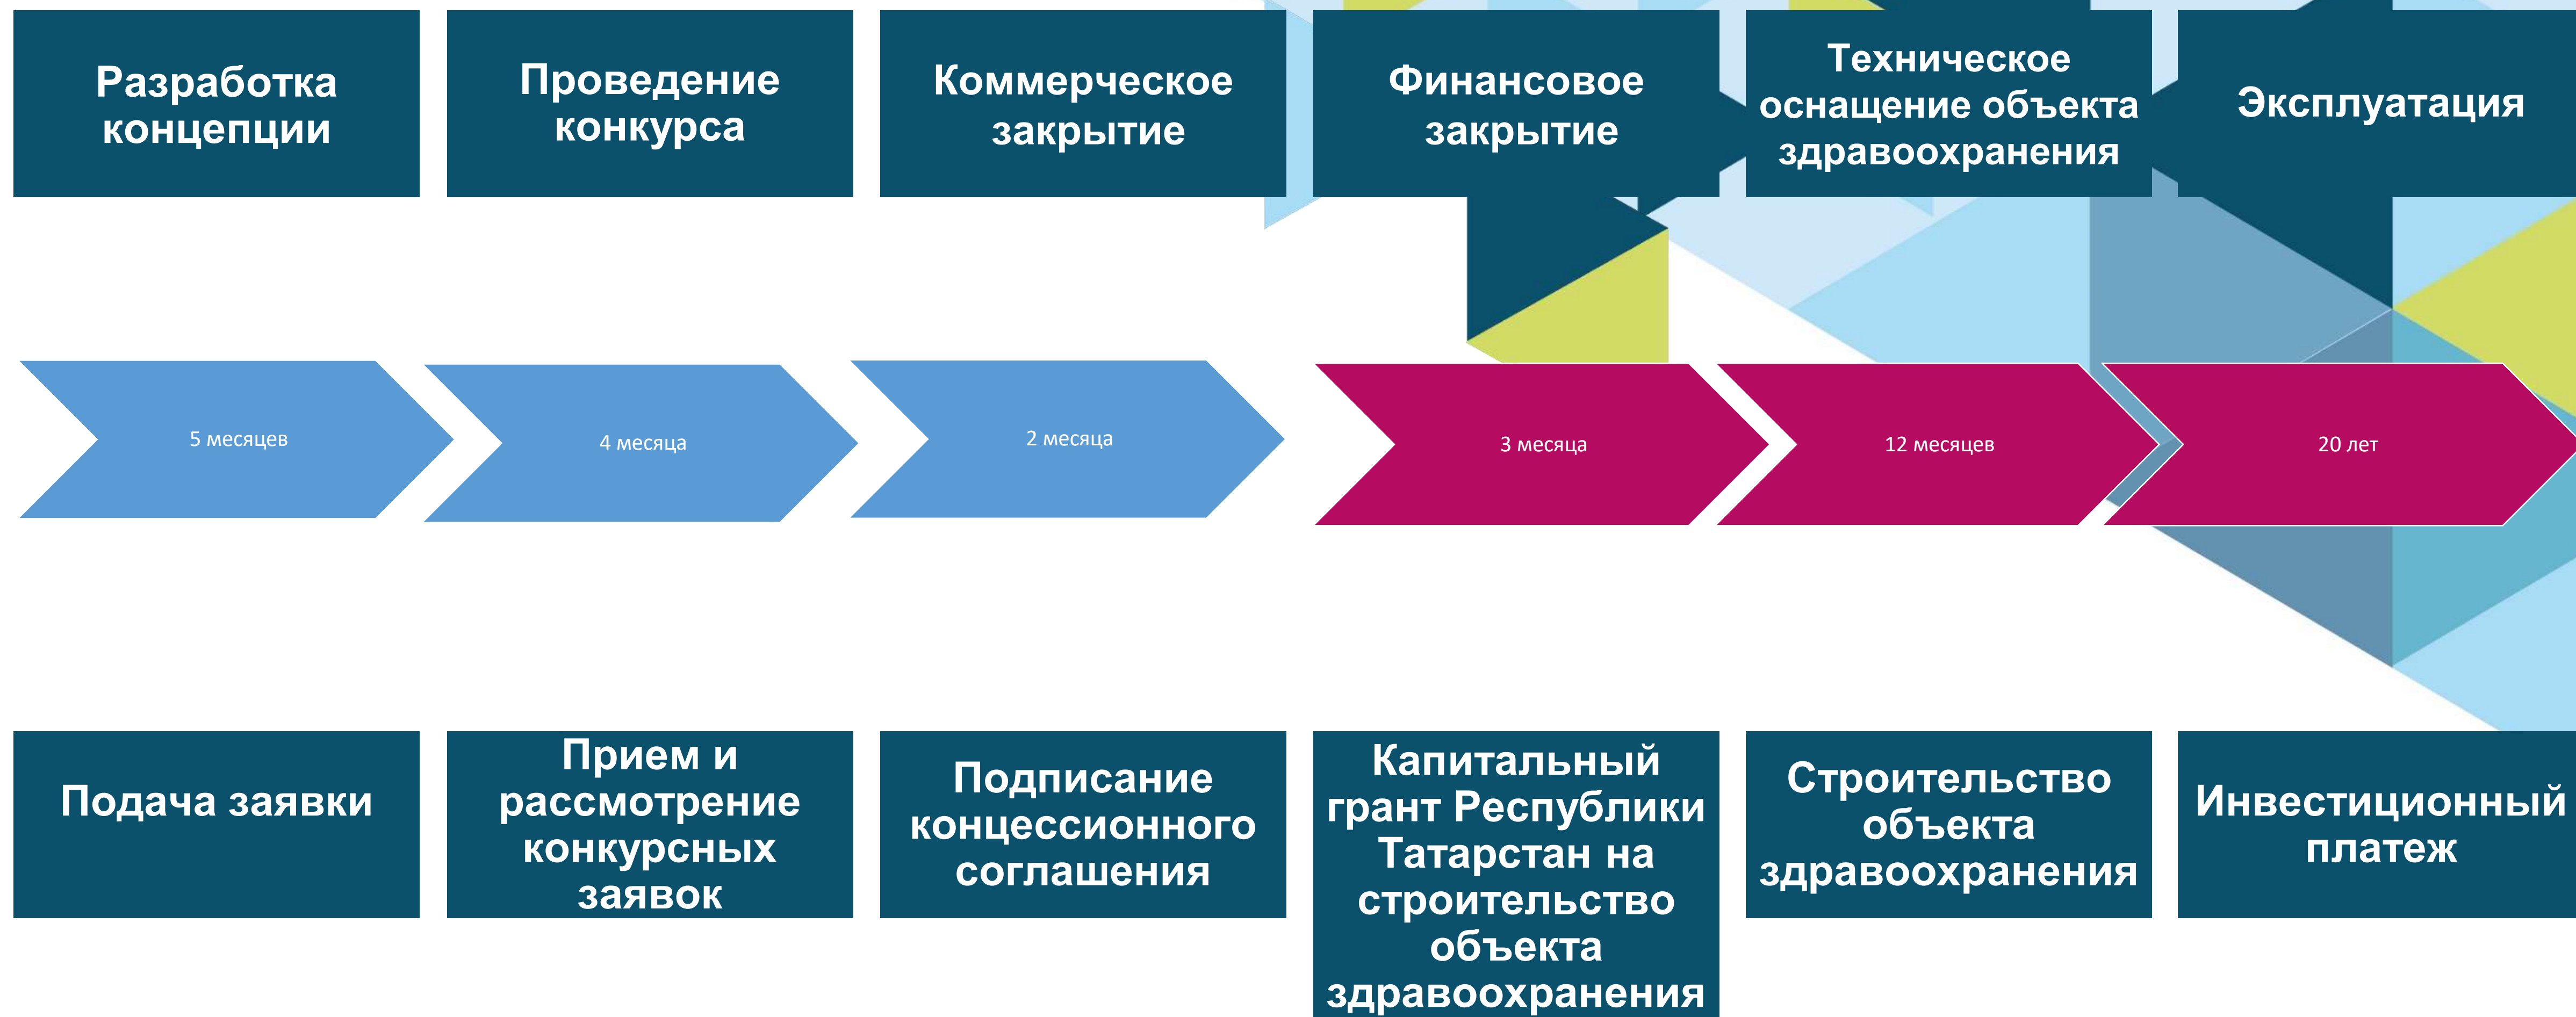 Разработка
концепции
Проведение
конкурса
Коммерческое
закрытие
Финансовое
закрытие
Техническое
оснащение объекта
здравоохранения
Эксплуатация
5 месяцев
4 месяца
2 месяца
3 месяца
12 месяцев
20 лет
Подача заявки
Прием и
рассмотрение
конкурсных
заявок
Подписание
концессионного
соглашения
Капитальный
грант Республики
Татарстан на
строительство
объекта
здравоохранения
Строительство
объекта
здравоохранения
Инвестиционный
платеж